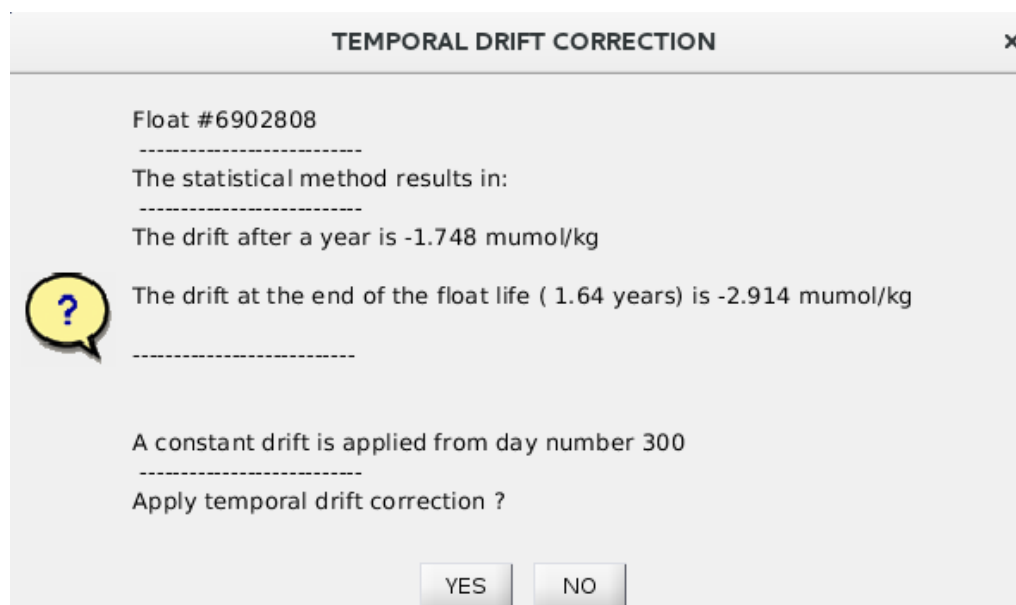 TEMPORAL DRIFT CORRECTION
×
Float #6902808
---------------------------
The statistical method results in:
---------------------------
The drift after a year is -1.748 mumol/kg
?
The drift at the end of the float life ( 1.64 years) is -2.914 mumol/kg
---------------------------
A constant drift is applied from day number 300
---------------------------
Apply temporal drift correction ?
YES NO